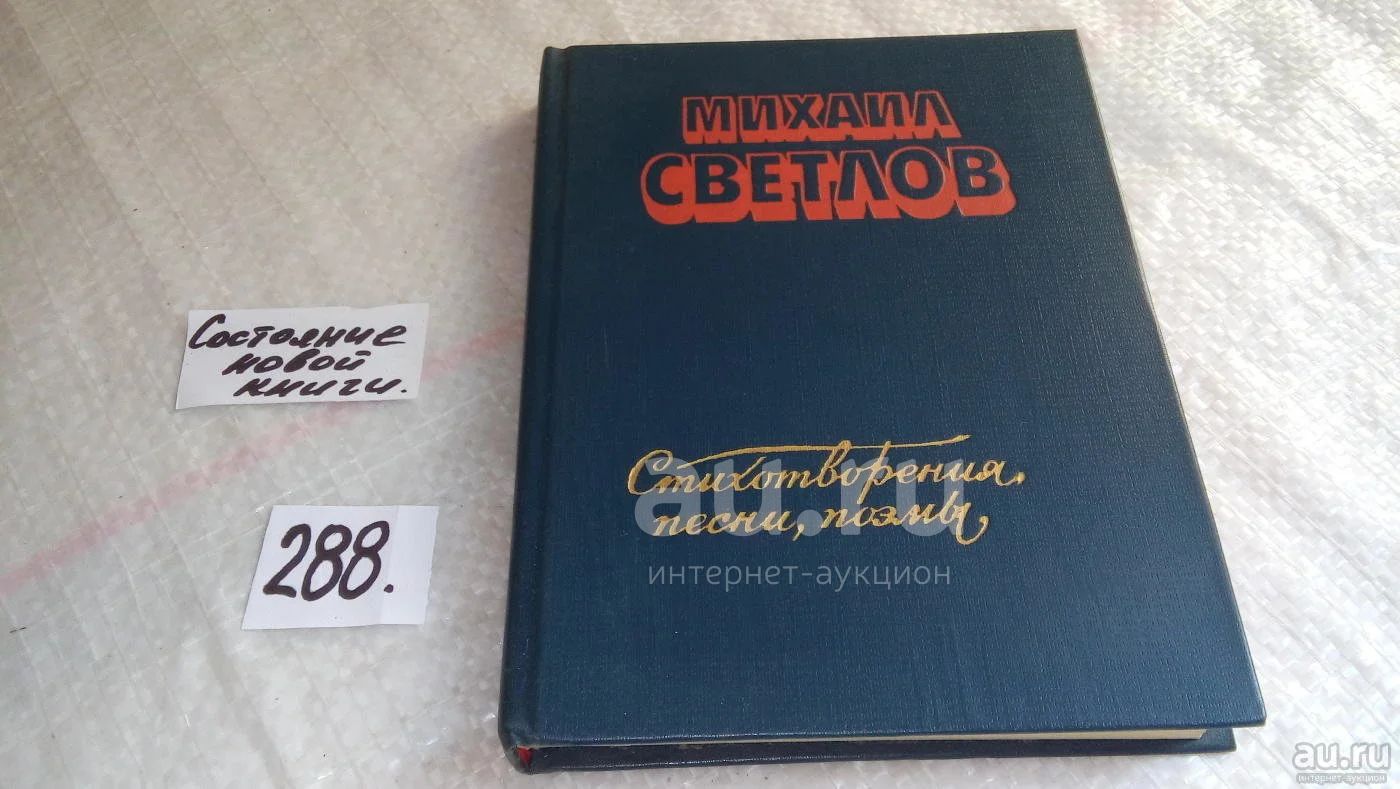 МИХАИЛ
СВЕТЛОВ
Состояние
новой
книги.
Стихотворения,
песни, поэмы
au.ru
интернет-аукцион
288.
au.ru
интернет-аукцион